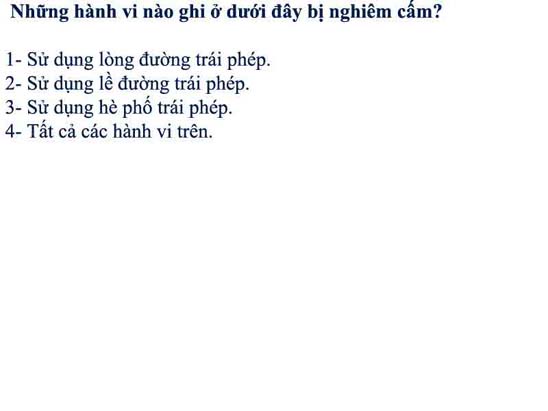 Những hành vi nào ghi ở dưới đây bị nghiêm cấm?
1- Sử dụng lòng đường trái phép.
2- Sử dụng lề đường trái phép.
3- Sử dụng hè phố trái phép.
4- Tất cả các hành vi trên.